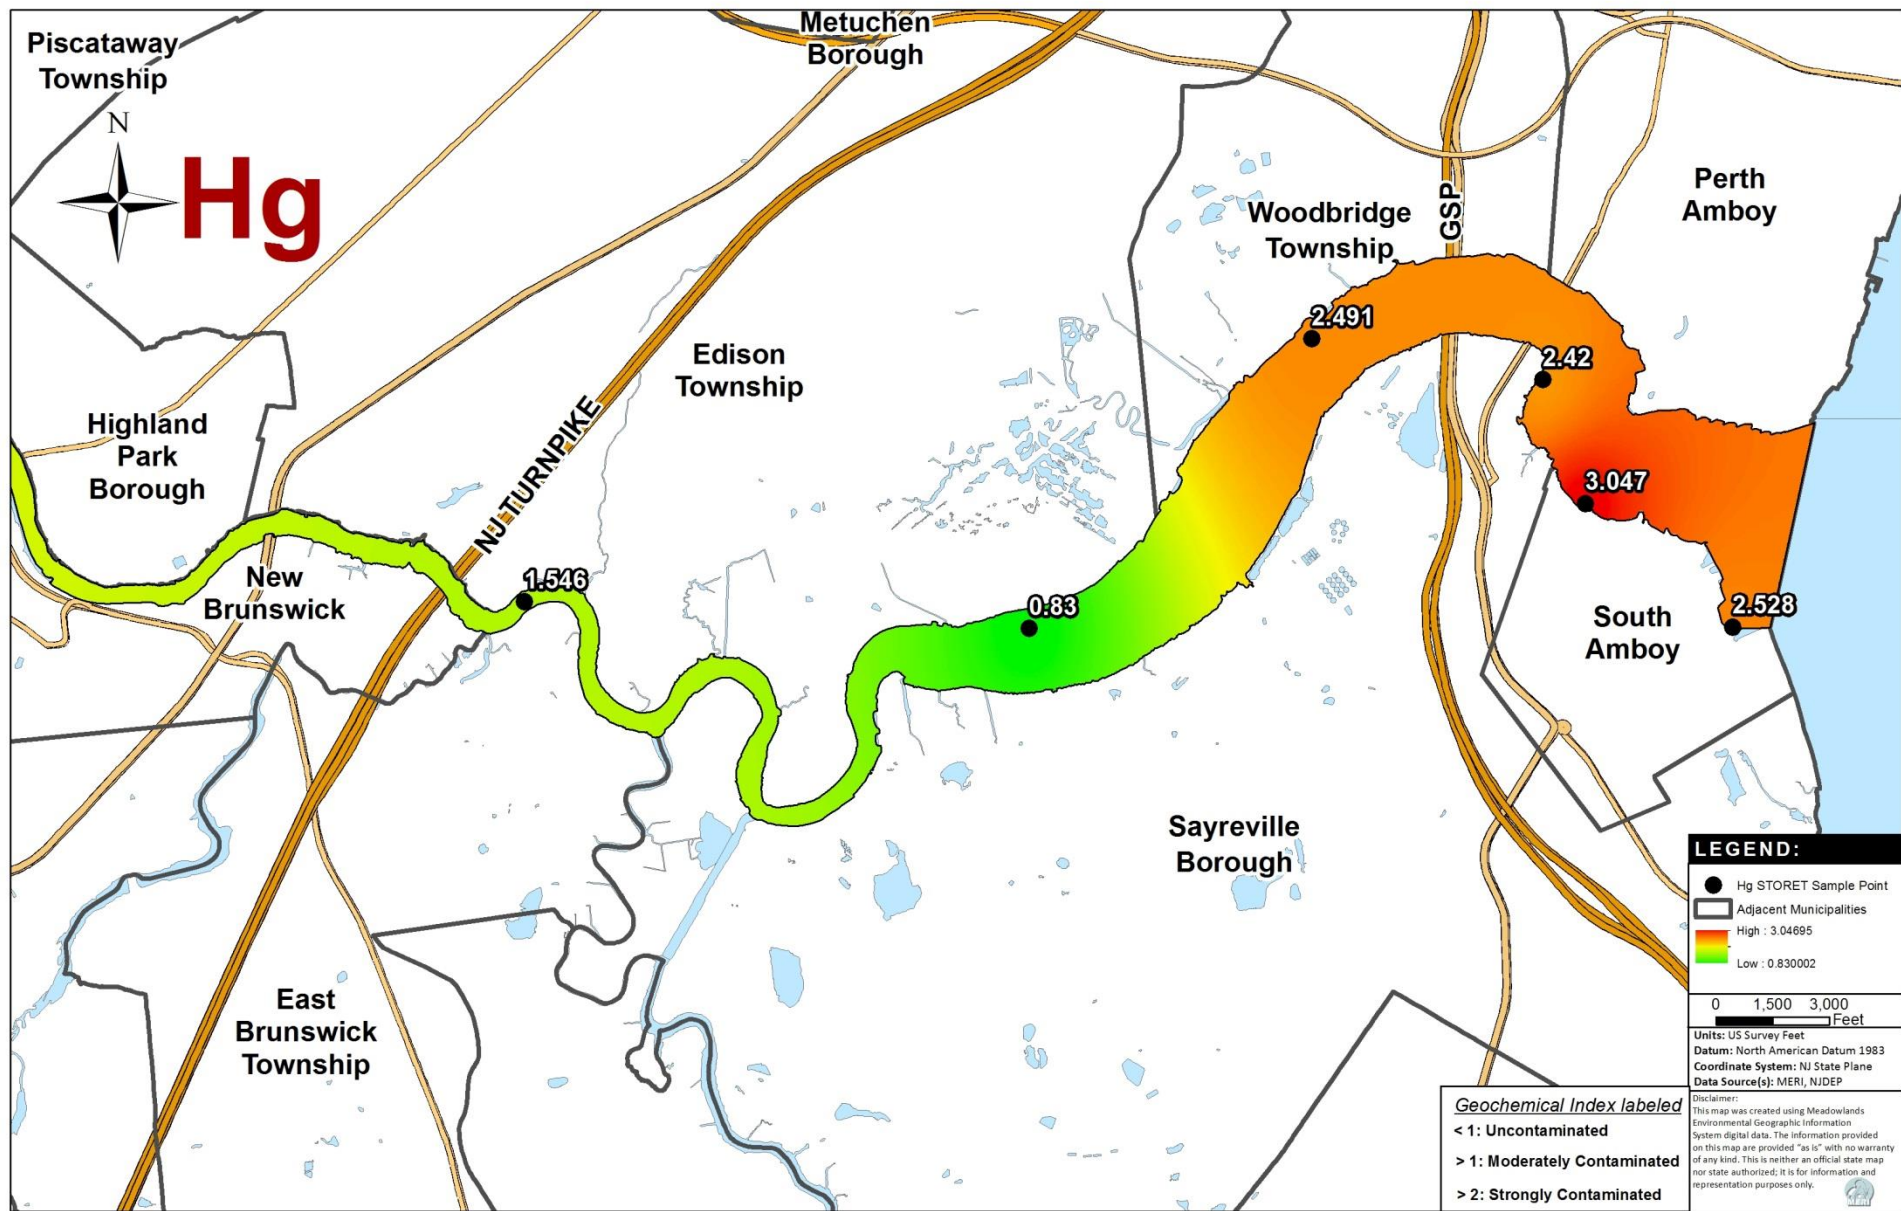 Piscataway
Township
Metuchen
Borough
N
Hg
Perth
Amboy
Woodbridge
Township
GSP
2.491
2.42
Edison
Township
Highland
Park
Borough
NJ TURNPIKE
3.047
New
Brunswick
1.546
0.83
2.528
South
Amboy
Sayreville
Borough
East
Brunswick
Township
LEGEND:
Hg STORET Sample Point
Adjacent Municipalities
High : 3.04695
Low : 0.830002
0 1,500 3,000
Feet
Units: US Survey Feet
Datum: North American Datum 1983
Coordinate System: NJ State Plane
Data Source(s): MERI, NJDEP
Disclaimer:
This map was created using Meadowlands
Environmental Geographic Information
System digital data. The information provided
on this map are provided "as is" with no warranty
of any kind. This is neither an official state map
nor state authorized; it is for information and
representation purposes only.
MERI
Geochemical Index labeled
< 1: Uncontaminated
> 1: Moderately Contaminated
> 2: Strongly Contaminated